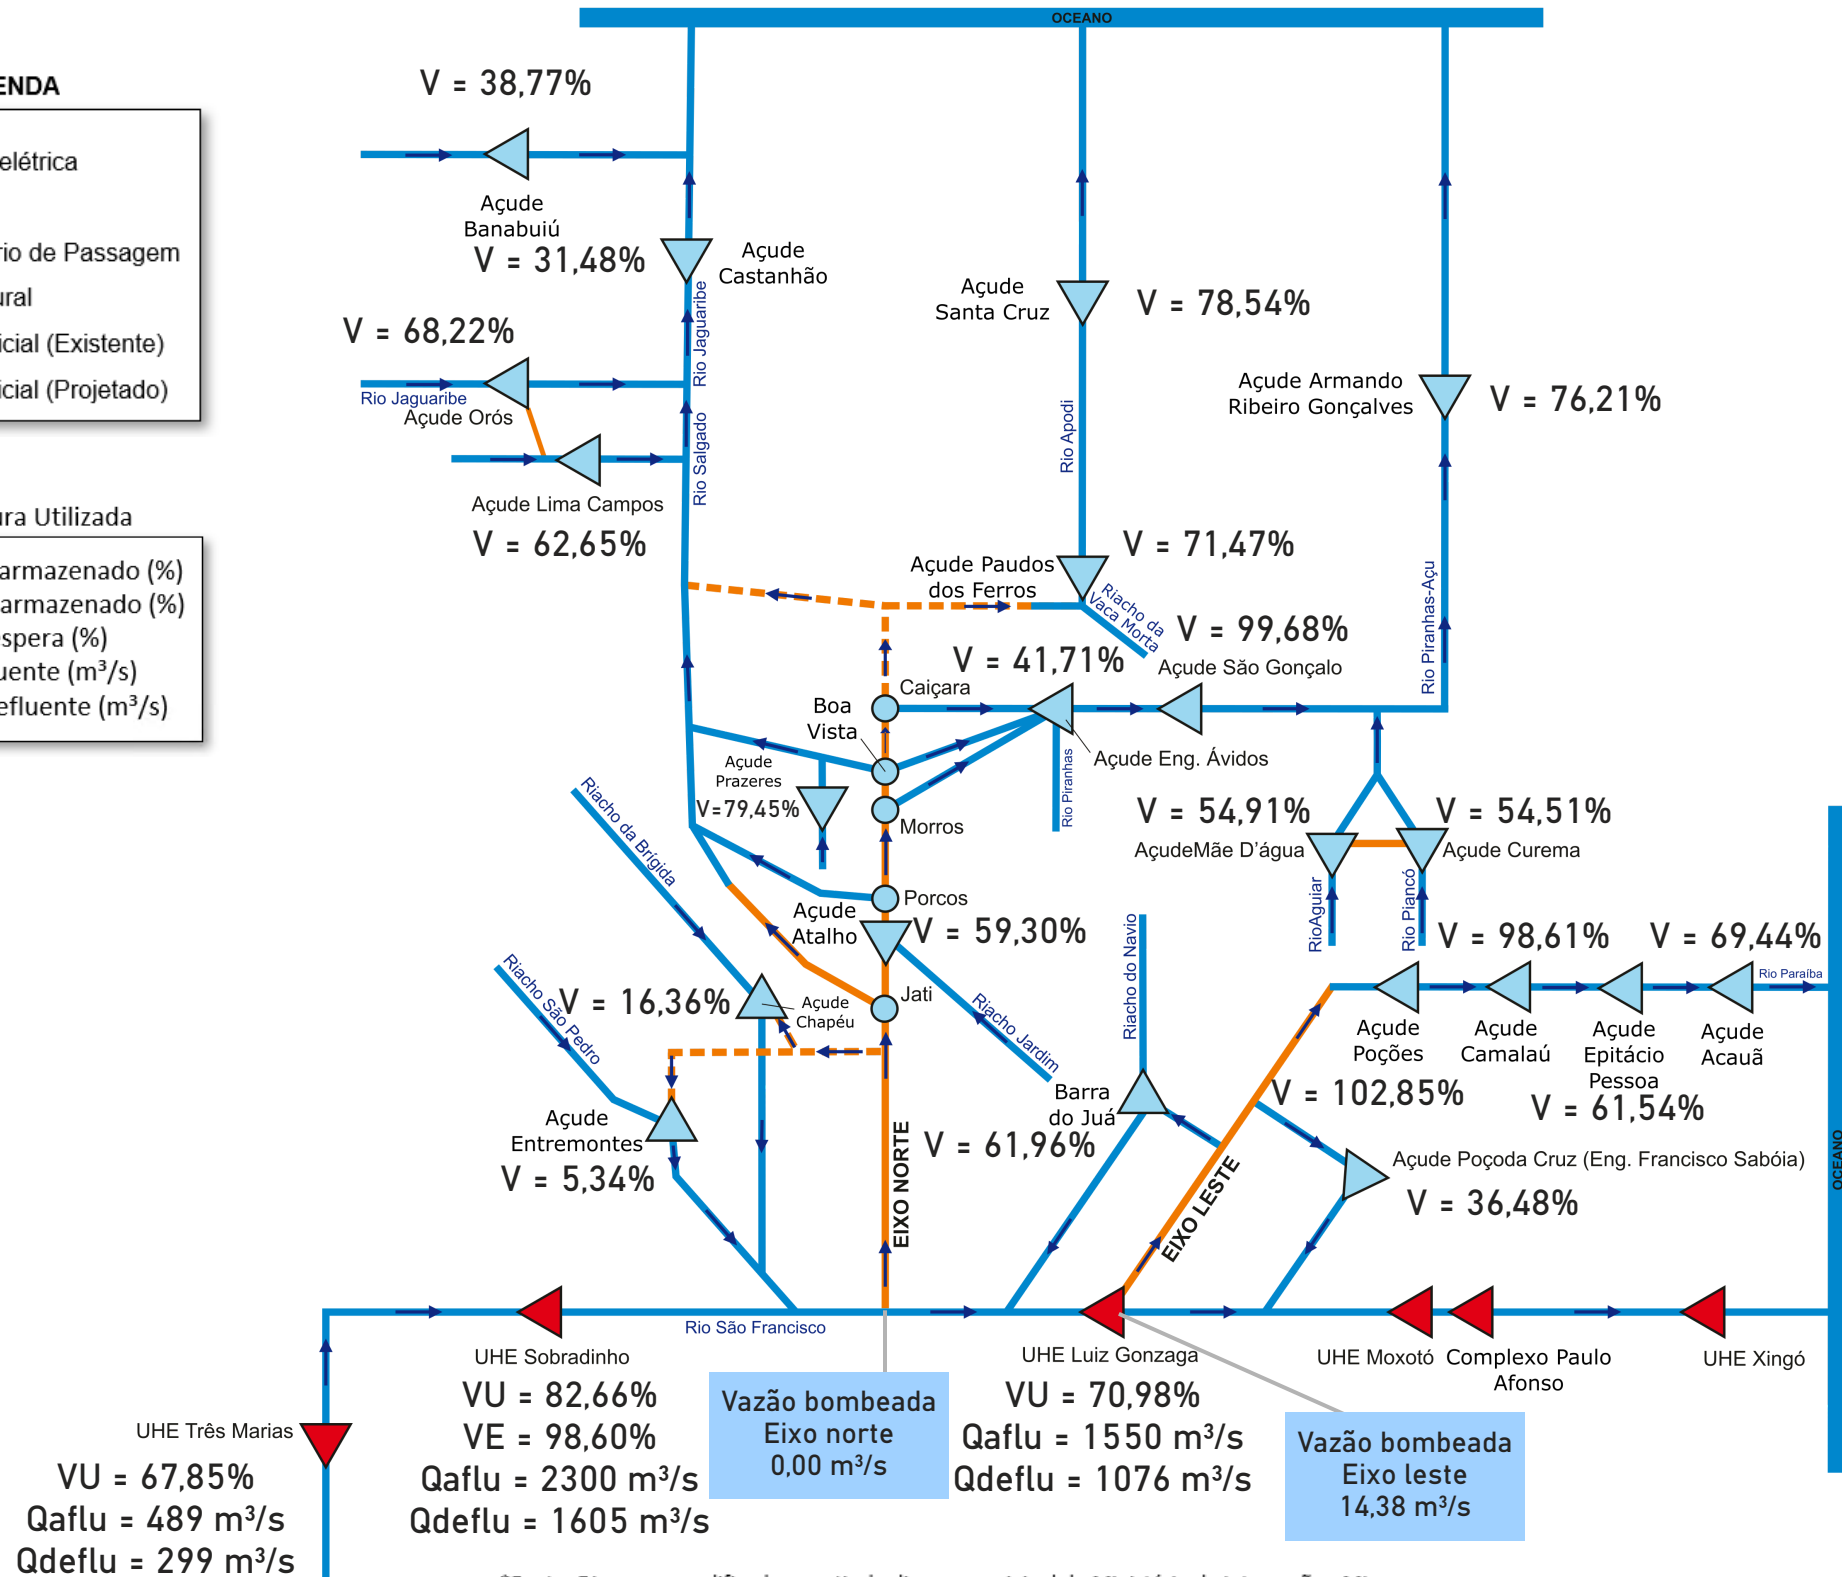 OCEANO
ENDA
elétrica
rio de Passagem
ural
icial (Existente)
icial (Projetado)
ura Utilizada
armazenado (%)
armazenado (%)
espera (%)
uente (m³/s)
efluente (m³/s)
V = 38,77%
Açude
Banabuiú
V = 31,48%
Açude
Castanhão
V = 68,22%
Rio Jaguaribe
Açude Orós
Rio Jaguaribe
Rio Salgado
Açude Lima Campos
V = 62,65%
Açude
Santa Cruz
V = 78,54%
Rio Apodi
Açude Armando
Ribeiro Gonçalves
V = 76,21%
Rio Piranhas-Açu
V = 71,47%
Açude Paudos
dos Ferros
Riacho da
Vaca Morta
V = 99,68%
Açude São Gonçalo
V = 41,71%
Caiçara
Boa
Vista
Açude Eng. Ávidos
Rio Piranhas
Açude
Prazeres
V=79,45%
Morros
Riacho da Brígida
Porcos
Açude
Atalho
V = 59,30%
V = 54,91%
AçudeMãe D'água
RioAguiar
V = 54,51%
Açude Curema
Rio Piancó
Riacho São Pedro
V = 16,36%
Açude
Chapéu
Jati
Riacho Jardim
Riacho do Navio
V = 98,61%
V = 69,44%
Rio Paraíba
Açude
Poções
Açude
Camalaú
Açude
Epitácio
Pessoa
Açude
Acauã
V = 102,85%
V = 61,54%
Barra
do Juá
V = 61,96%
Açude
Entremontes
V = 5,34%
EIXO NORTE
EIXO LESTE
Açude Poçoda Cruz (Eng. Francisco Sabóia)
V = 36,48%
OCEANO
Rio São Francisco
UHE Sobradinho
VU = 82,66%
VE = 98,60%
Qaflu = 2300 m³/s
Qdeflu = 1605 m³/s
Vazão bombeada
Eixo norte
0,00 m³/s
UHE Luiz Gonzaga
VU = 70,98%
Qaflu = 1550 m³/s
Qdeflu = 1076 m³/s
Vazão bombeada
Eixo leste
14,38 m³/s
UHE Moxotó
Complexo Paulo
Afonso
UHE Xingó
UHE Três Marias
VU = 67,85%
Qaflu = 489 m³/s
Qdeflu = 299 m³/s